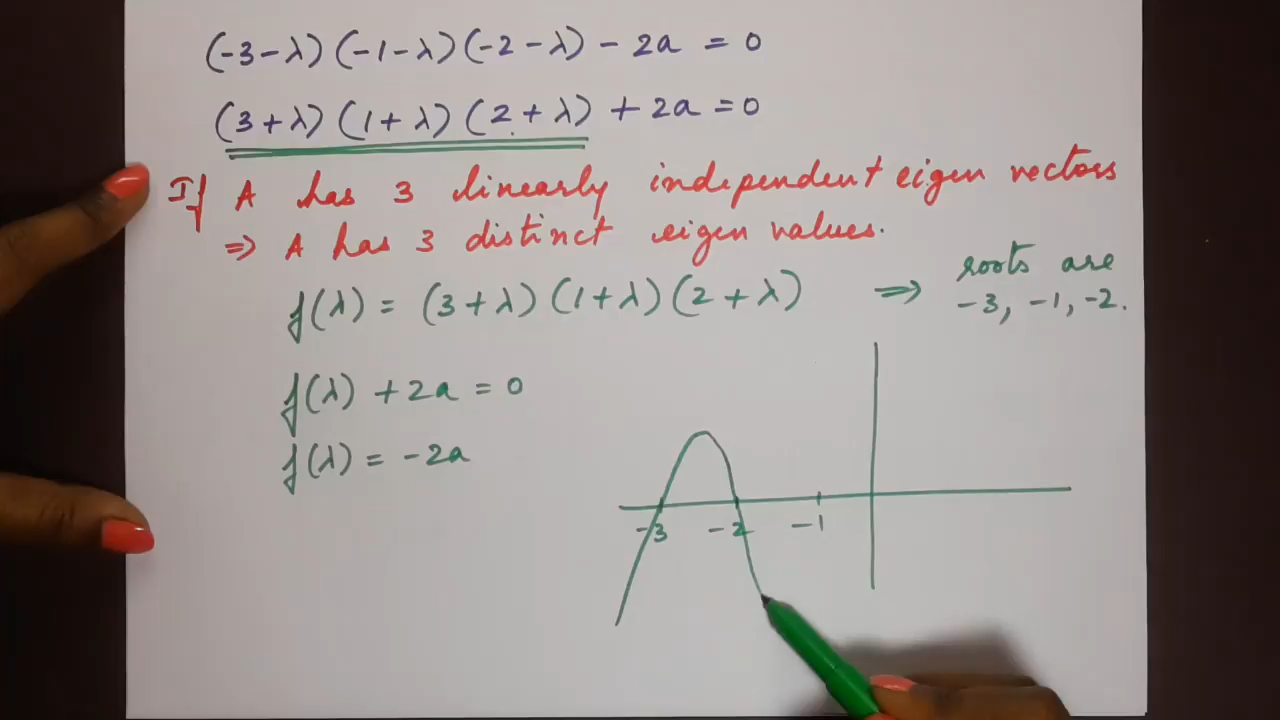 (-3-λ)(-1-λ)(-2-λ) - 2a = 0
(3+λ)(1+λ)(2+λ) + 2a = 0
If A has 3 linearly independent eigen vectors
⇒ A has 3 distinct eigen values.
f(λ) = (3+λ)(1+λ)(2+λ) ⇒ roots are
-3, -1, -2.
f(λ) + 2a = 0
f(λ) = -2a
-3 -2 -1